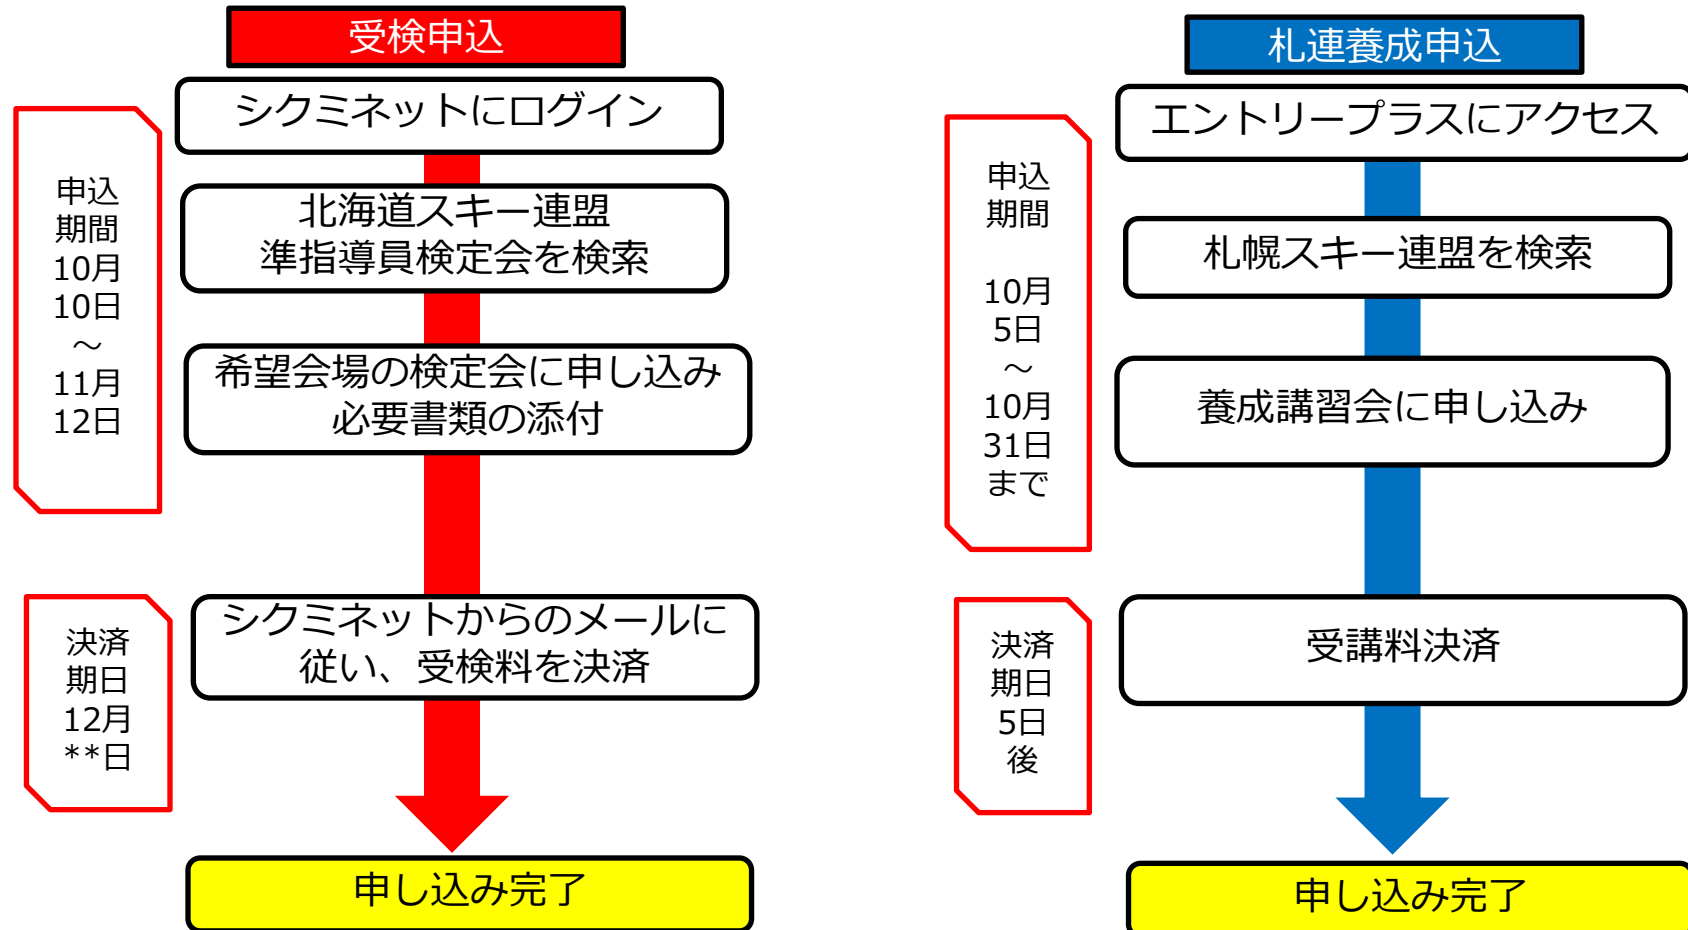 受検申込
シクミネットにログイン
申込
期間
10月
10日
～
11月
12日
北海道スキー連盟
準指導員検定会を検索
希望会場の検定会に申し込み
必要書類の添付
決済
期日
12月
**日
シクミネットからのメールに
従い、受検料を決済
申し込み完了
札連養成申込
エントリープラスにアクセス
申込
期間
10月
5日
～
10月
31日
まで
札幌スキー連盟を検索
養成講習会に申し込み
決済
期日
5日
後
受講料決済
申し込み完了